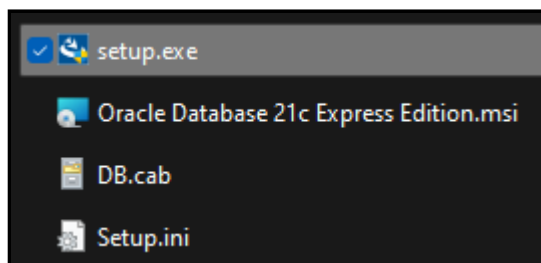 setup.exe
Oracle Database 21c Express Edition.msi
DB.cab
Setup.ini